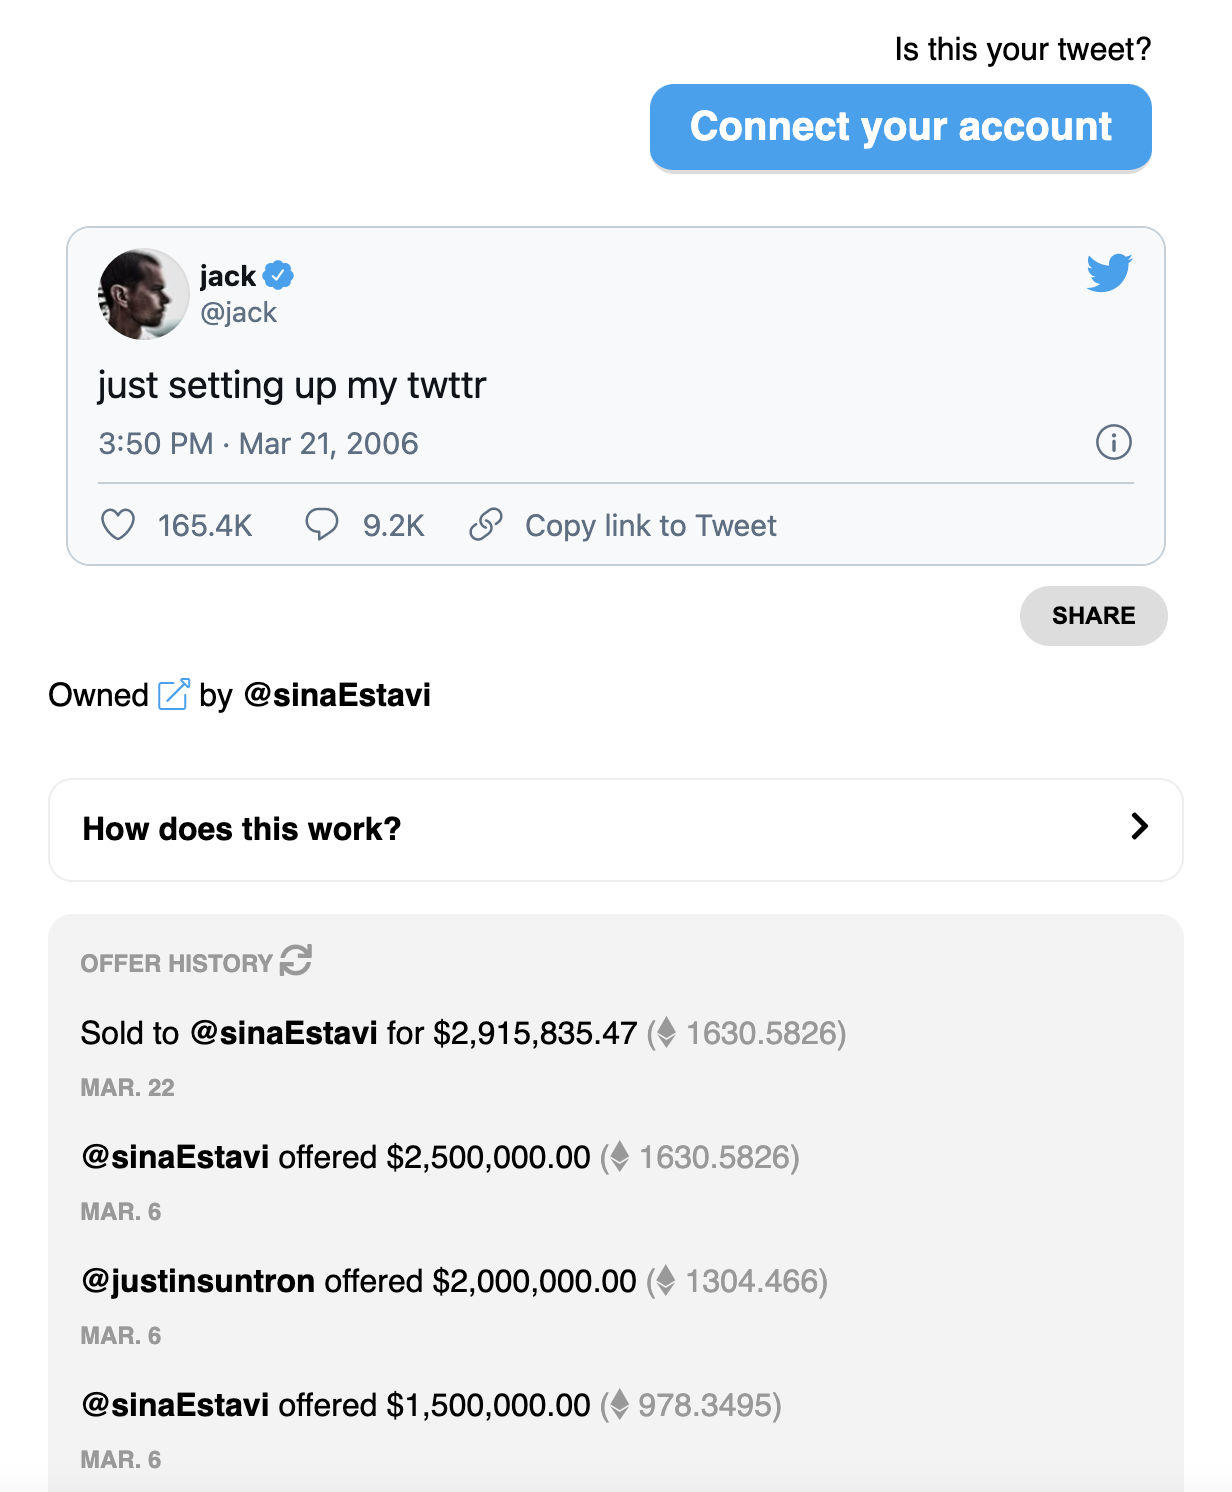 Is this your tweet?
Connect your account
jack
@jack
just setting up my twttr
3:50 PM · Mar 21, 2006
165.4K 9.2K Copy link to Tweet
SHARE
Owned by @sinaEstavi
How does this work?
OFFER HISTORY
Sold to @sinaEstavi for $2,915,835.47 (1630.5826)
MAR. 22
@sinaEstavi offered $2,500,000.00 (1630.5826)
MAR. 6
@justinsuntron offered $2,000,000.00 (1304.466)
MAR. 6
@sinaEstavi offered $1,500,000.00 (978.3495)
MAR. 6